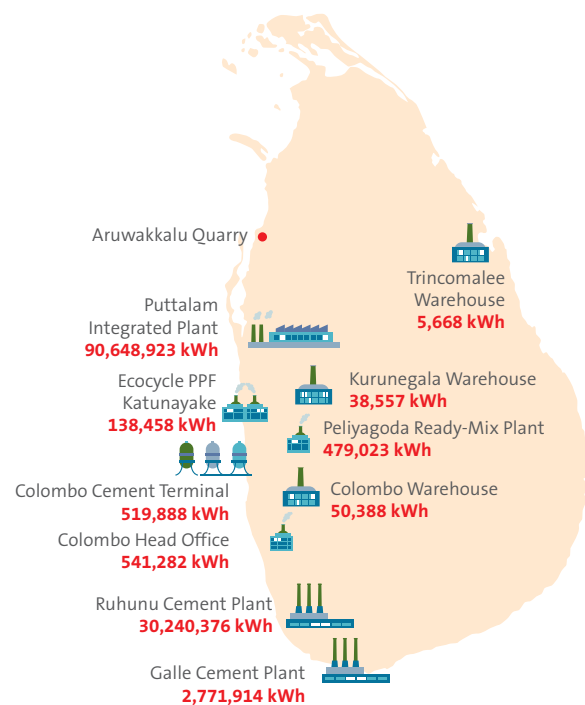 Aruwakkalu Quarry
Trincomalee
Warehouse
5,668 kWh
Puttalam
Integrated Plant
90,648,923 kWh
Kurunegala Warehouse
38,557 kWh
Ecocycle PPF
Katunayake
138,458 kWh
Peliyagoda Ready-Mix Plant
479,023 kWh
Colombo Cement Terminal
519,888 kWh
Colombo Warehouse
50,388 kWh
Colombo Head Office
541,282 kWh
Ruhunu Cement Plant
30,240,376 kWh
Galle Cement Plant
2,771,914 kWh